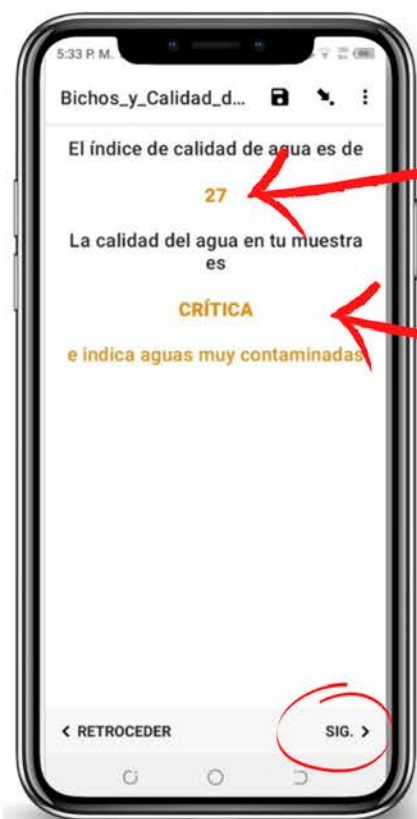 5:33 P. M.
Bichos_y_Calidad_d...
El índice de calidad de agua es de
27
La calidad del agua en tu muestra
es
CRÍTICA
e indica aguas muy contaminadas
< RETROCEDER
SIG. >